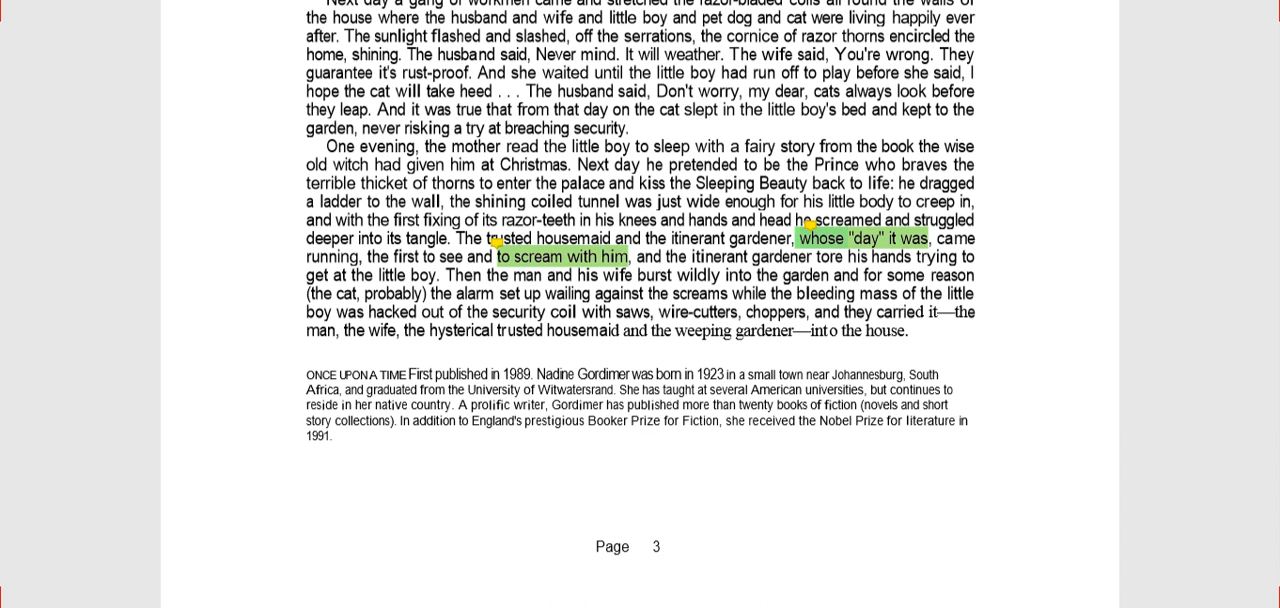 Next day a gang of workmen came and stretched the razor-bladed coils all round the walls of
the house where the husband and wife and little boy and pet dog and cat were living happily ever
after. The sunlight flashed and slashed, off the serrations, the cornice of razor thorns encircled the
home, shining. The husband said, Never mind. It will weather. The wife said, You're wrong. They
guarantee it's rust-proof. And she waited until the little boy had run off to play before she said, I
hope the cat will take heed . . . The husband said, Don't worry, my dear, cats always look before
they leap. And it was true that from that day on the cat slept in the little boy's bed and kept to the
garden, never risking a try at breaching security.
One evening, the mother read the little boy to sleep with a fairy story from the book the wise
old witch had given him at Christmas. Next day he pretended to be the Prince who braves the
terrible thicket of thorns to enter the palace and kiss the Sleeping Beauty back to life: he dragged
a ladder to the wall, the shining coiled tunnel was just wide enough for his little body to creep in,
and with the first fixing of its razor-teeth in his knees and hands and head he screamed and struggled
deeper into its tangle. The trusted housemaid and the itinerant gardener, whose "day" it was, came
running, the first to see and to scream with him, and the itinerant gardener tore his hands trying to
get at the little boy. Then the man and his wife burst wildly into the garden and for some reason
(the cat, probably) the alarm set up wailing against the screams while the bleeding mass of the little
boy was hacked out of the security coil with saws, wire-cutters, choppers, and they carried it—the
man, the wife, the hysterical trusted housemaid and the weeping gardener—into the house.
ONCE UPON A TIME First published in 1989. Nadine Gordimer was born in 1923 in a small town near Johannesburg, South
Africa, and graduated from the University of Witwatersrand. She has taught at several American universities, but continues to
reside in her native country. A prolific writer, Gordimer has published more than twenty books of fiction (novels and short
story collections). In addition to England's prestigious Booker Prize for Fiction, she received the Nobel Prize for literature in
1991.
Page 3